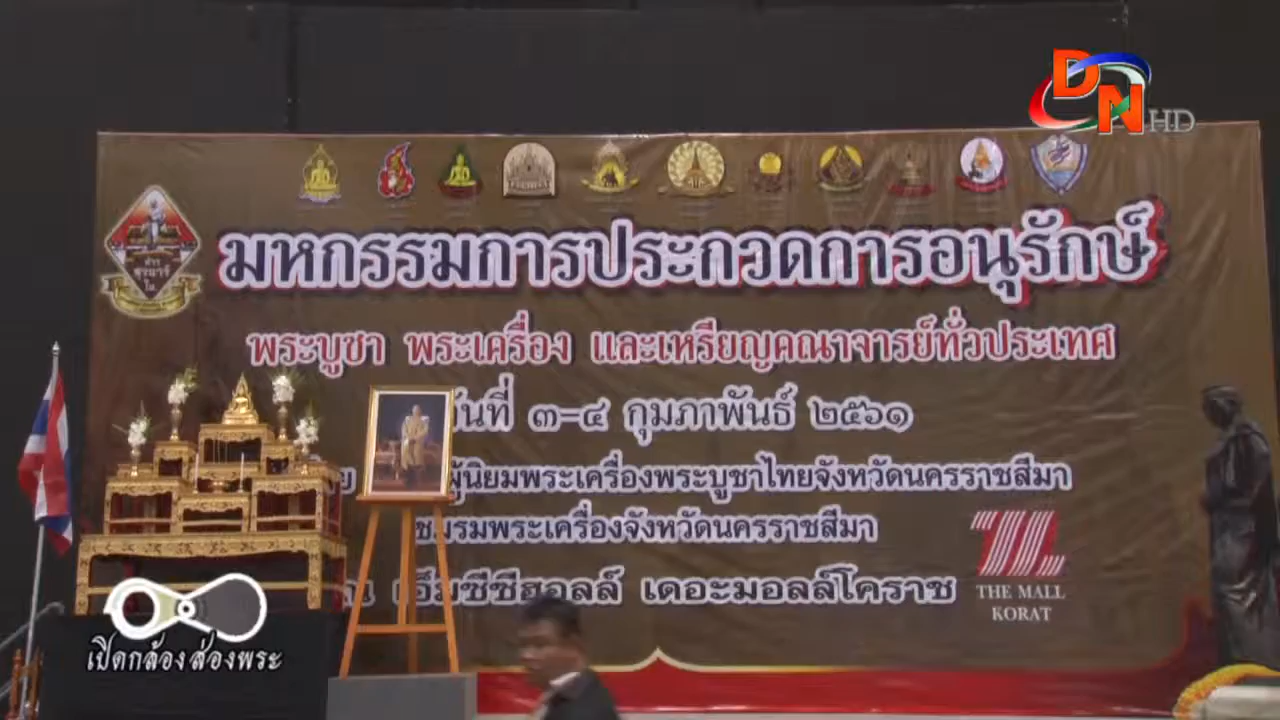 DN HD
มหกรรมการประกวดการอนุรักษ์
พระบูชา พระเครื่อง และเหรียญคณาจารย์ทั่วประเทศ
วันที่ ๓-๔ กุมภาพันธ์ ๒๕๖๑
ผู้นิยมพระเครื่องพระบูชาไทยจังหวัดนครราชสีมา
ชมรมพระเครื่องจังหวัดนครราชสีมา
ณ เอ็มซีซีฮอลล์ เดอะมอลล์โคราช
THE MALL
KORAT
เปิดกล้องส่องพระ